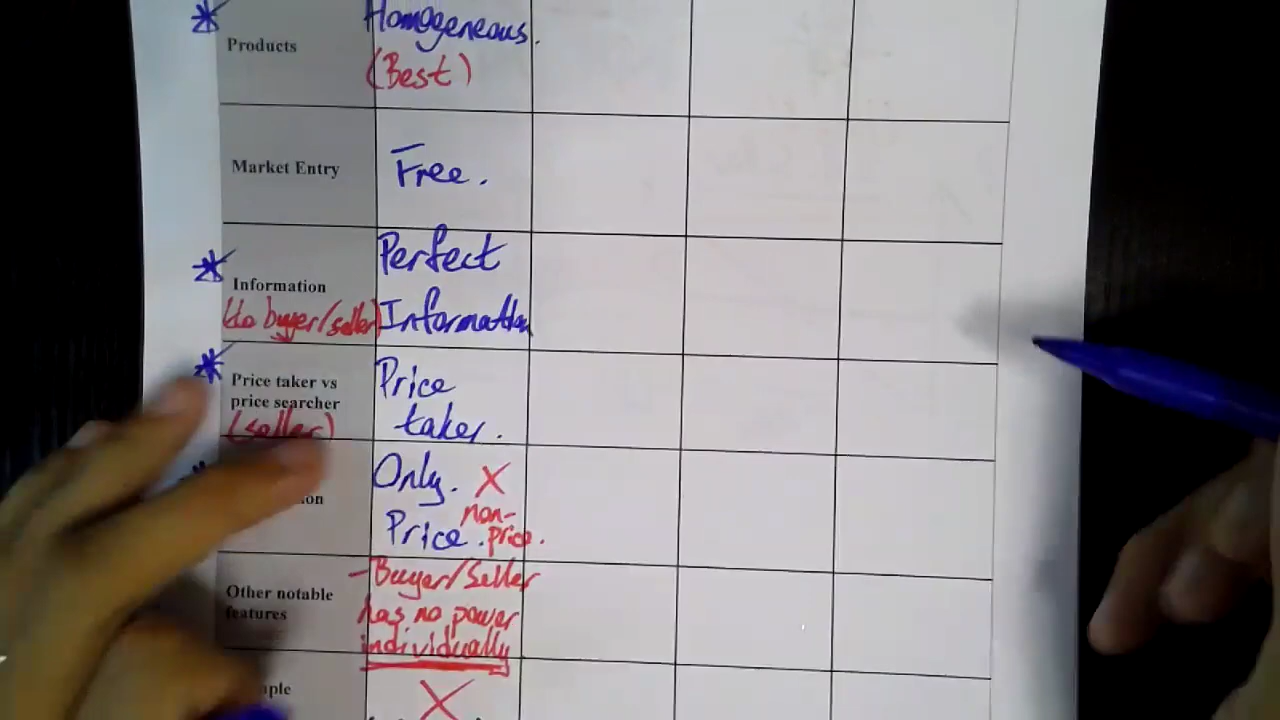 Products
Homogeneous.
(Best)
Market Entry
Free.
Information
(to buyer/seller)
Perfect
Information
Price taker vs
price searcher
(seller)
Price
taker.
Only. X
Price. non-
price.
Other notable
features
-Buyer/Seller
has no power
individually
X